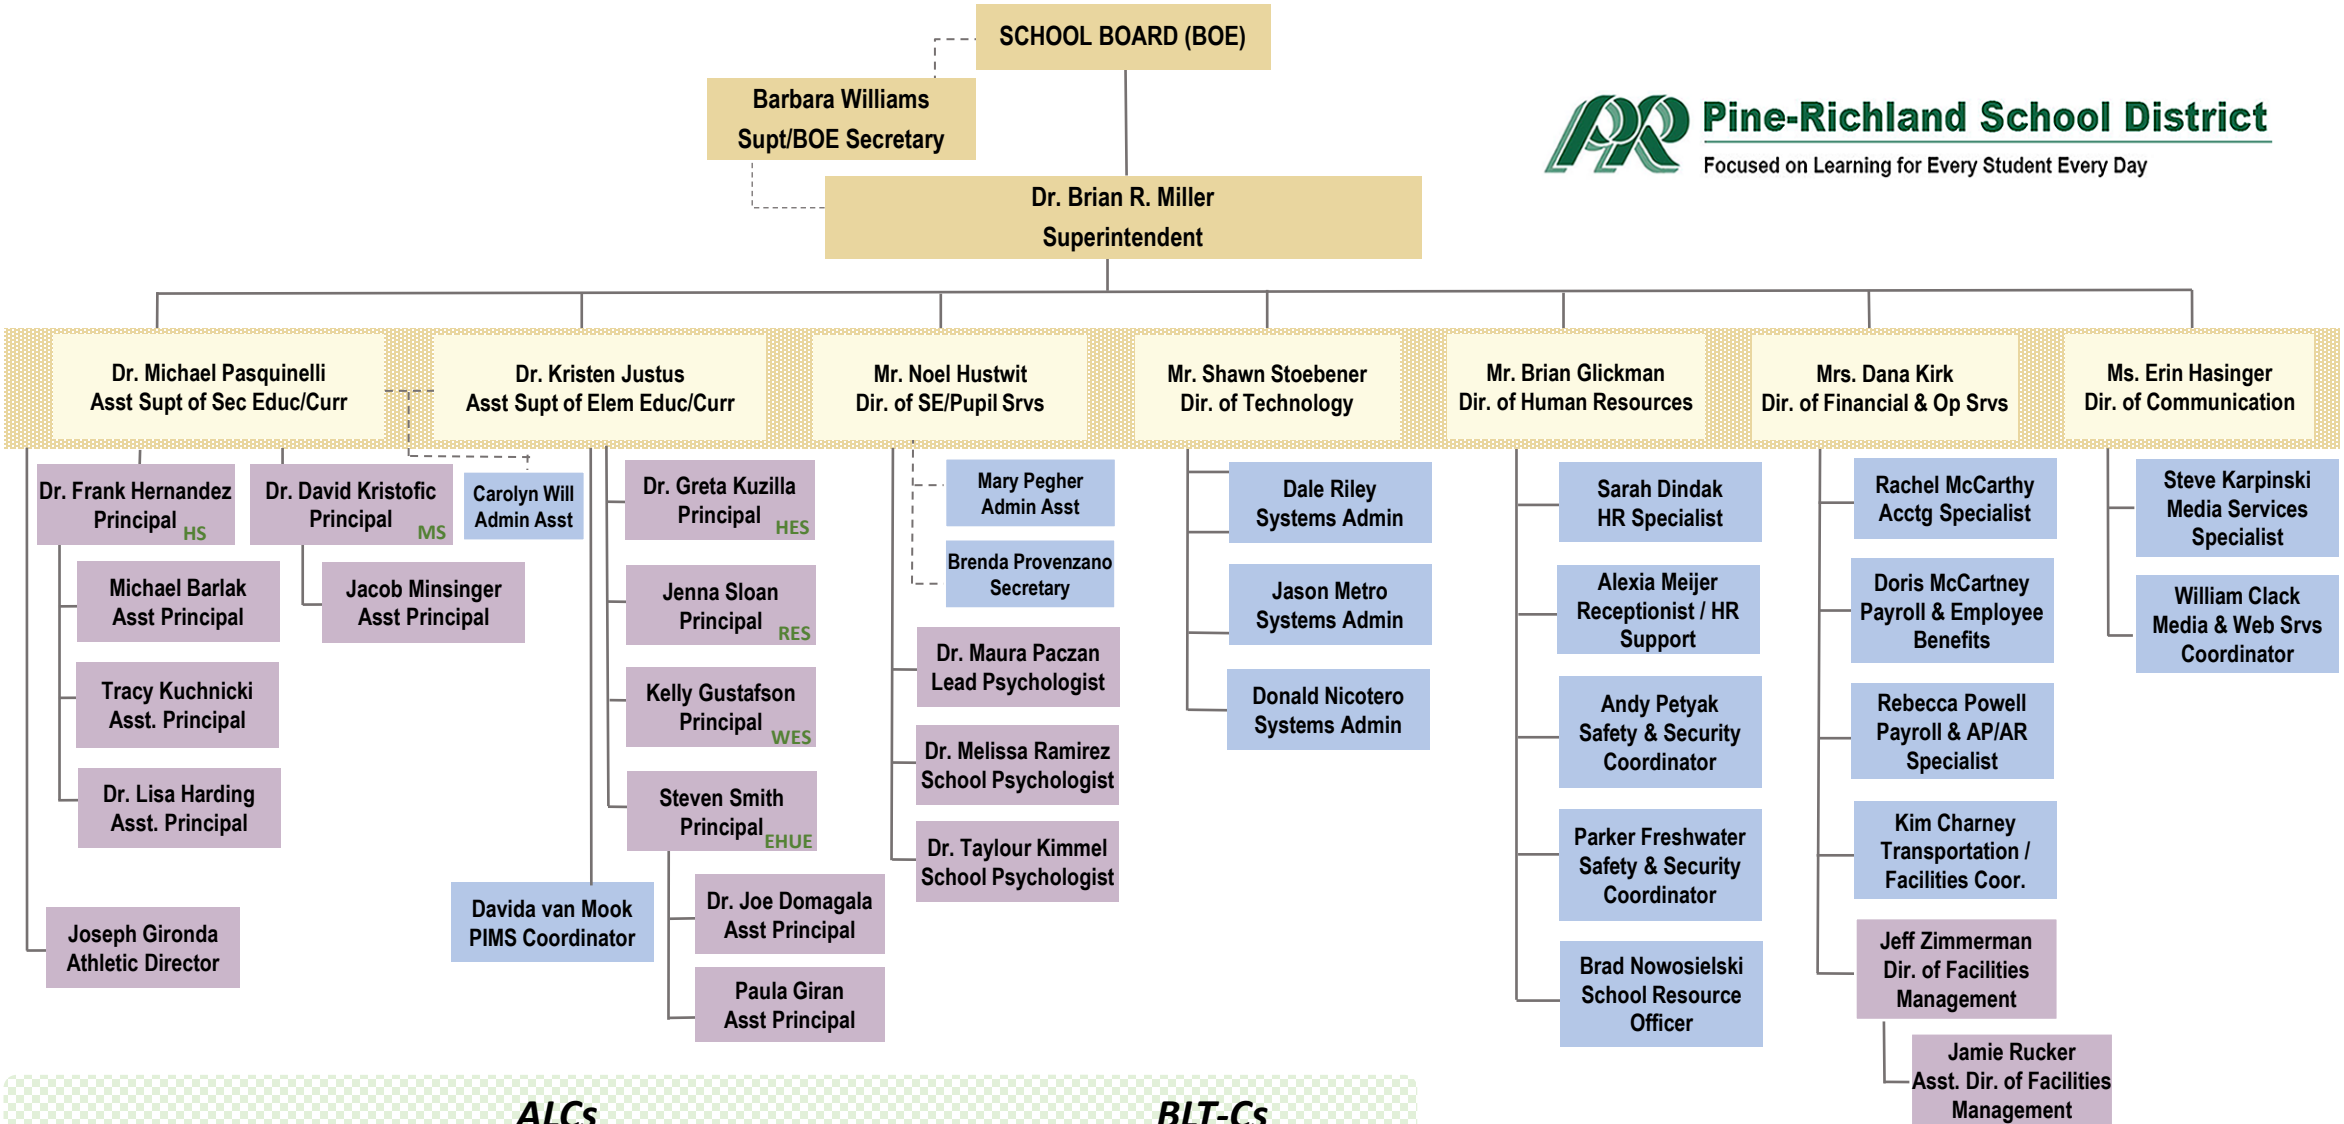 SCHOOL BOARD (BOE)
Barbara Williams
Supt/BOE Secretary
Pine-Richland School District
Focused on Learning for Every Student Every Day
Dr. Brian R. Miller
Superintendent
Dr. Michael Pasquinelli
Asst Supt of Sec Educ/Curr
Dr. Kristen Justus
Asst Supt of Elem Educ/Curr
Mr. Noel Hustwit
Dir. of SE/Pupil Srvs
Mr. Shawn Stoebener
Dir. of Technology
Mr. Brian Glickman
Dir. of Human Resources
Mrs. Dana Kirk
Dir. of Financial & Op Srvs
Ms. Erin Hasinger
Dir. of Communication
Dr. Frank Hernandez
Principal HS
Michael Barlak
Asst Principal
Tracy Kuchnicki
Asst. Principal
Dr. Lisa Harding
Asst. Principal
Joseph Gironda
Athletic Director
Dr. David Kristofic
Principal MS
Jacob Minsinger
Asst Principal
Carolyn Will
Admin Asst
Dr. Greta Kuzilla
Principal HES
Jenna Sloan
Principal RES
Kelly Gustafson
Principal WES
Steven Smith
Principal EHUE
Dr. Joe Domagala
Asst Principal
Paula Giran
Asst Principal
Davida van Mook
PIMS Coordinator
Mary Pegher
Admin Asst
Brenda Provenzano
Secretary
Dr. Maura Paczan
Lead Psychologist
Dr. Melissa Ramirez
School Psychologist
Dr. Taylour Kimmel
School Psychologist
Dale Riley
Systems Admin
Jason Metro
Systems Admin
Donald Nicotero
Systems Admin
Sarah Dindak
HR Specialist
Alexia Meijer
Receptionist / HR
Support
Andy Petyak
Safety & Security
Coordinator
Parker Freshwater
Safety & Security
Coordinator
Brad Nowosielski
School Resource
Officer
Rachel McCarthy
Acctg Specialist
Doris McCartney
Payroll & Employee
Benefits
Rebecca Powell
Payroll & AP/AR
Specialist
Kim Charney
Transportation /
Facilities Coor.
Jeff Zimmerman
Dir. of Facilities
Management
Jamie Rucker
Asst. Dir. of Facilities
Management
Steve Karpinski
Media Services
Specialist
William Clack
Media & Web Srvs
Coordinator
ALCs
BLT-Cs